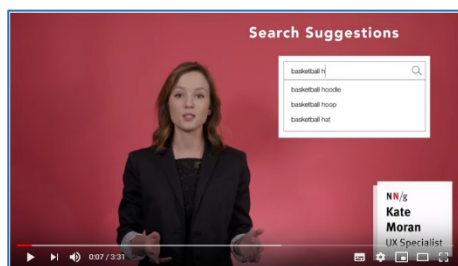 Search Suggestions
basketball h
basketball hoodie
basketball hoop
basketball hat
NN/g
Kate
Moran
UX Specialist
0:07 / 3:31